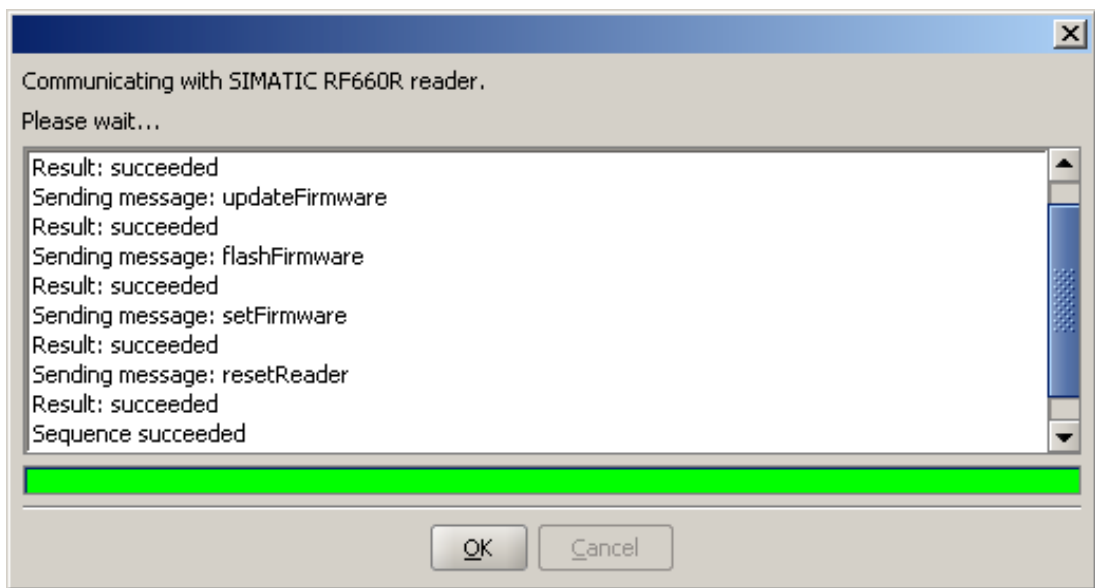 Communicating with SIMATIC RF660R reader.
Please wait...
Result: succeeded
Sending message: updateFirmware
Result: succeeded
Sending message: flashFirmware
Result: succeeded
Sending message: setFirmware
Result: succeeded
Sending message: resetReader
Result: succeeded
Sequence succeeded
OK Cancel